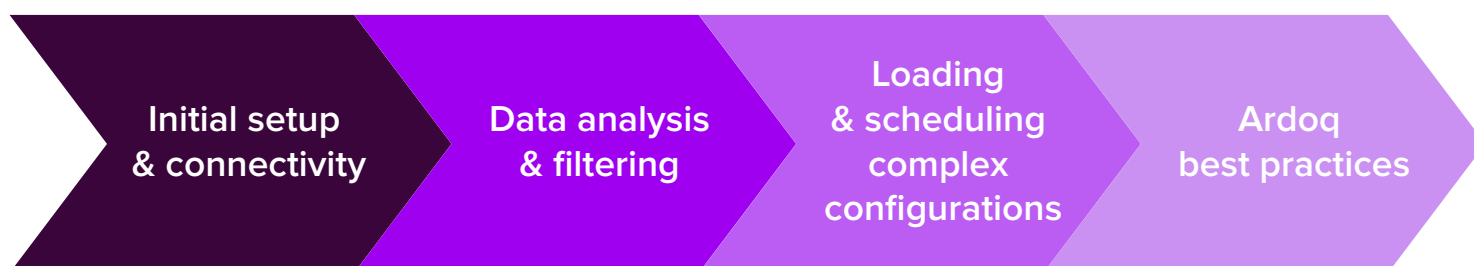 Initial setup
& connectivity
Data analysis
& filtering
Loading
& scheduling
complex
configurations
Ardoq
best practices